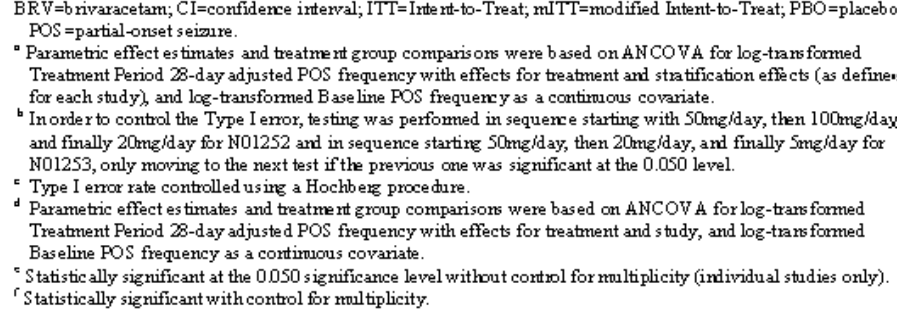 BRV=brivaracetam; CI=confidence interval; ITT=Intent-to-Treat; mITT=modified Intent-to-Treat; PBO=placebo
POS=partial-onset seizure.
a Parametric effect estimates and treatment group comparisons were based on ANCOVA for log-transformed
Treatment Period 28-day adjusted POS frequency with effects for treatment and stratification effects (as define
for each study), and log-transformed Baseline POS frequency as a continuous covariate.
b In order to control the Type I error, testing was performed in sequence starting with 50mg/day, then 100mg/day
and finally 20mg/day for N01252 and in sequence starting 50mg/day, then 20mg/day, and finally 5mg/day for
N01253, only moving to the next test if the previous one was significant at the 0.050 level.
c Type I error rate controlled using a Hochberg procedure.
d Parametric effect estimates and treatment group comparisons were based on ANCOVA for log-transformed
Treatment Period 28-day adjusted POS frequency with effects for treatment and study, and log-transformed
Baseline POS frequency as a continuous covariate.
e Statistically significant at the 0.050 significance level without control for multiplicity (individual studies only).
f Statistically significant with control for multiplicity.